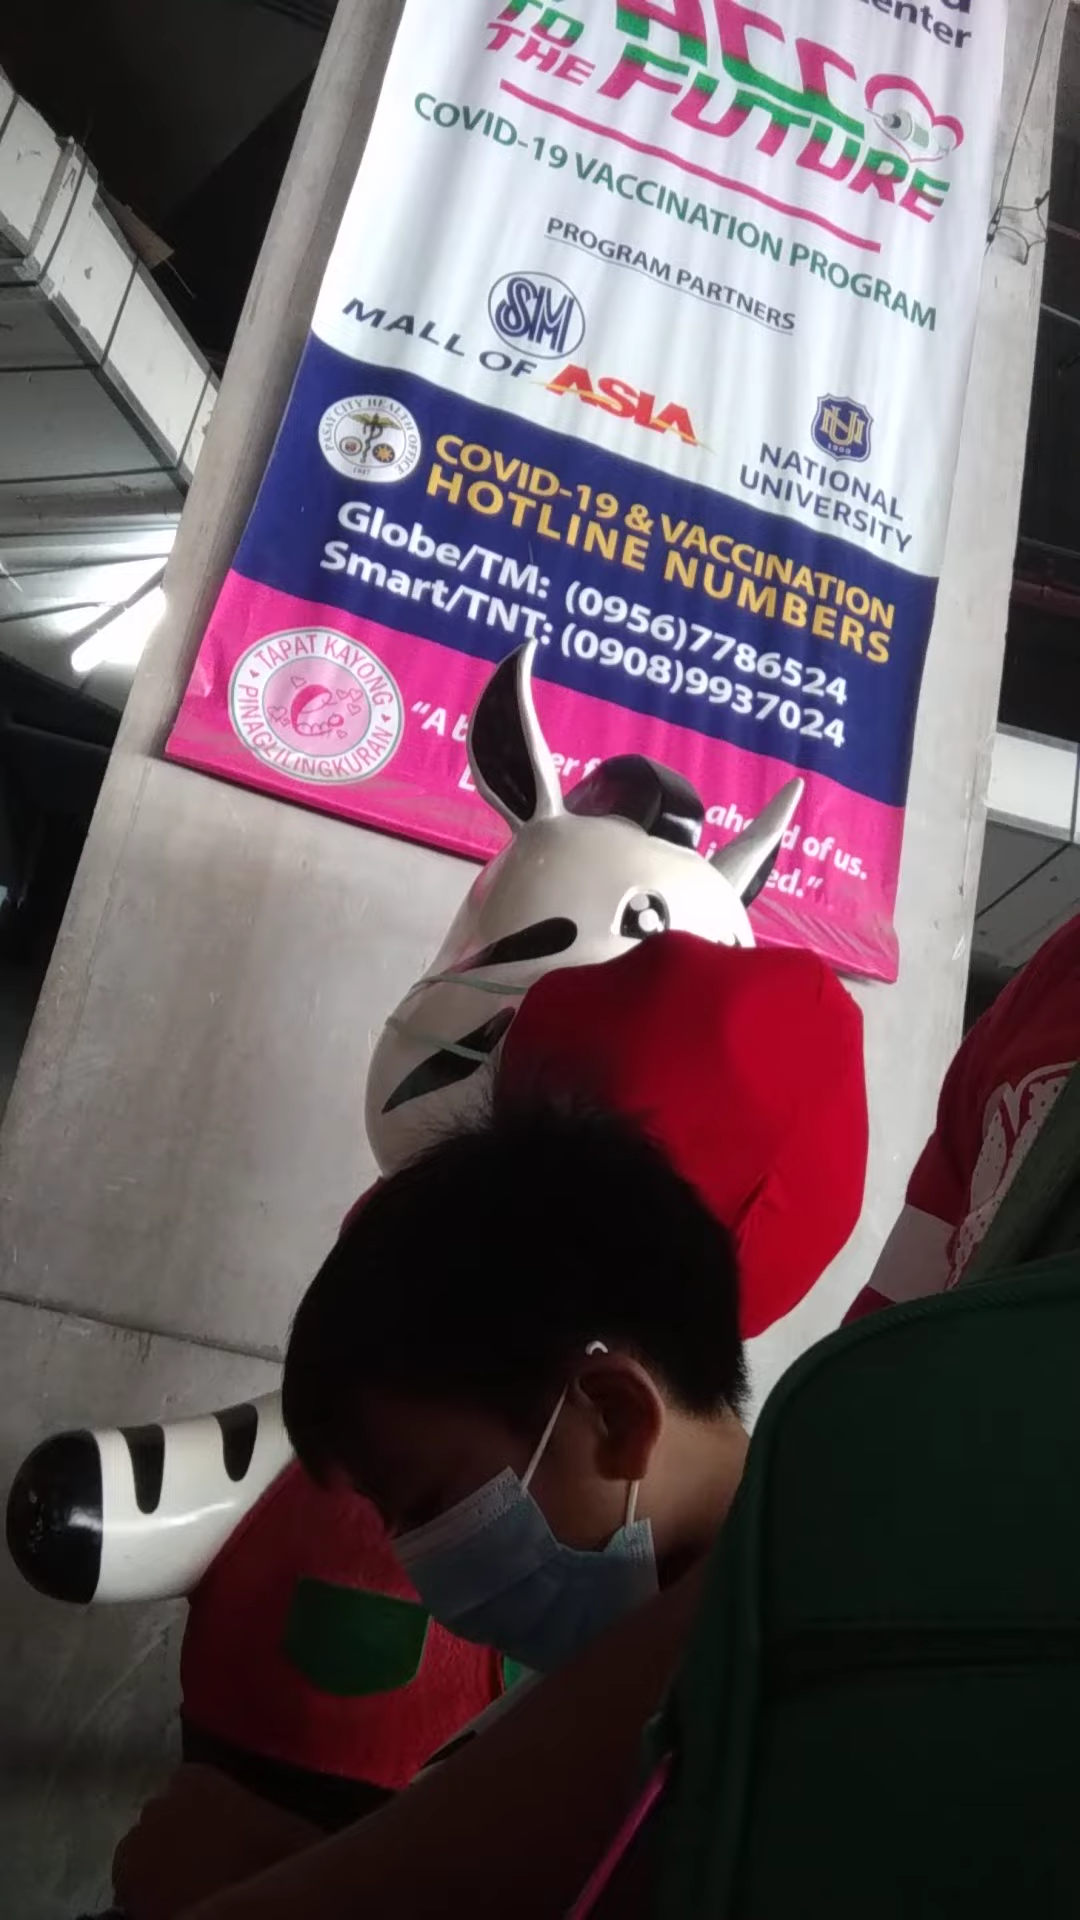 enter
TO
THE FUTURE
COVID-19 VACCINATION PROGRAM
PROGRAM PARTNERS
SM
MALL OF ASIA
NU
1900
NATIONAL
UNIVERSITY
PASAY CITY HEALTH OFFICE
1947
COVID-19 & VACCINATION
HOTLINE NUMBERS
Globe/TM: (0956)7786524
Smart/TNT: (0908)9937024
TAPAT KAYONG
PINAGLILINGKURAN
"A
ahead of us.
ed."